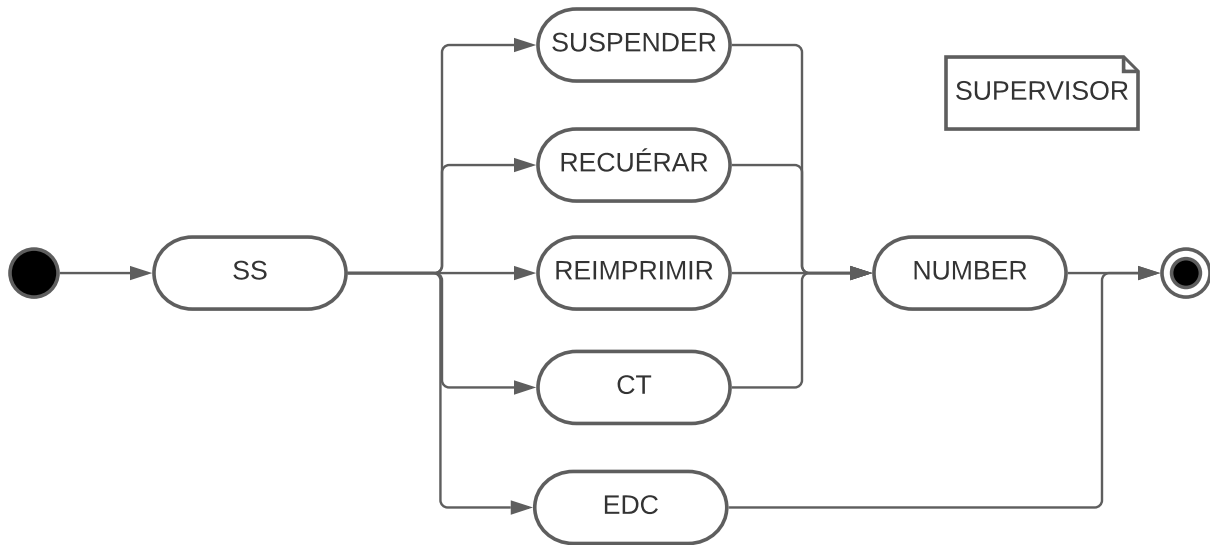 SUSPENDER
SUPERVISOR
RECUÉRAR
SS
REIMPRIMIR
NUMBER
CT
EDC